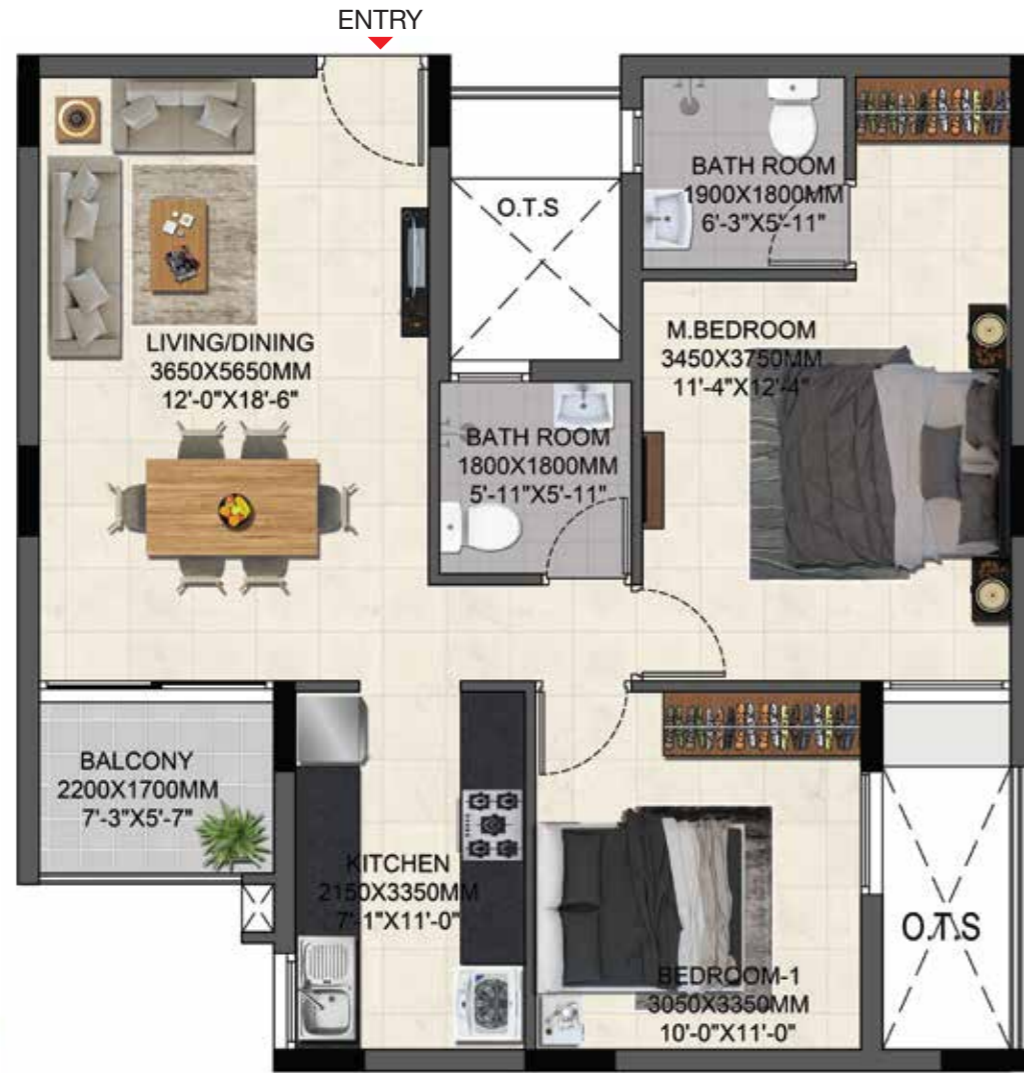 ENTRY
O.T.S
BATH ROOM
1900X1800MM
6'-3"X5'-11"
LIVING/DINING
3650X5650MM
12'-0"X18'-6"
M.BEDROOM
3450X3750MM
11'-4"X12'-4"
BATH ROOM
1800X1800MM
5'-11"X5'-11"
BALCONY
2200X1700MM
7'-3"X5'-7"
KITCHEN
2150X3350MM
7'-1"X11'-0"
BEDROOM-1
3050X3350MM
10'-0"X11'-0"
O.T.S